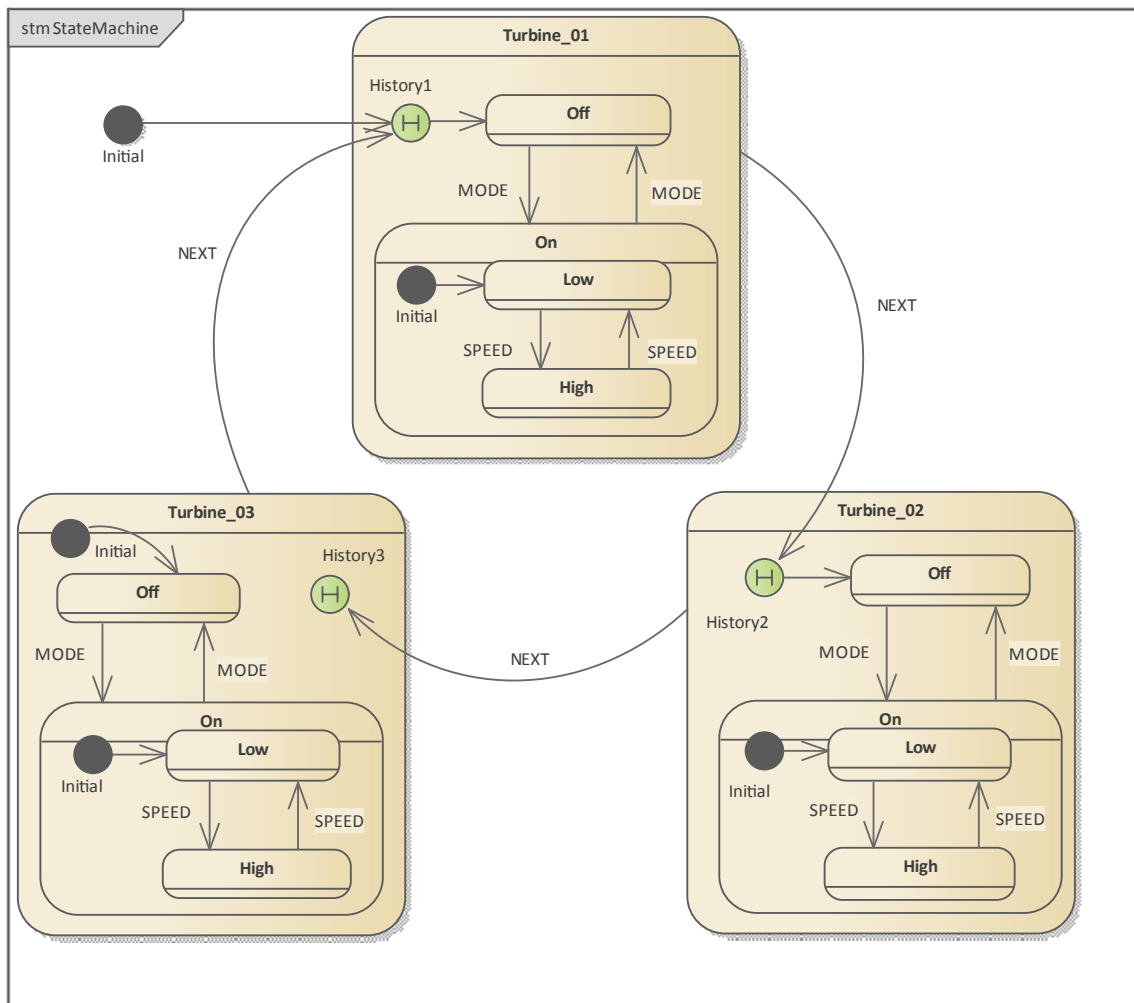 stm StateMachine
Turbine_01
History1
H
Off
Initial
MODE
MODE
On
Low
Initial
SPEED
SPEED
High
NEXT
NEXT
Turbine_03
Initial
History3
H
Off
MODE
MODE
On
Low
Initial
SPEED
SPEED
High
NEXT
Turbine_02
H
Off
History2
MODE
MODE
On
Low
Initial
SPEED
SPEED
High